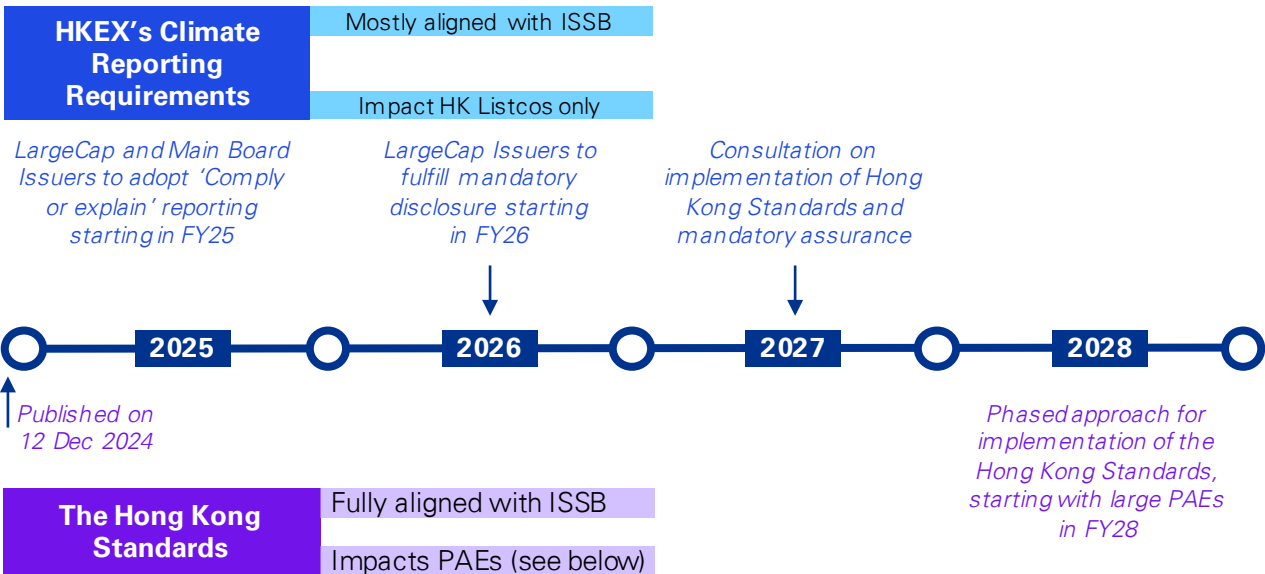 HKEX's Climate
Reporting
Requirements
Mostly aligned with ISSB
Impact HK Listcos only
LargeCap and Main Board
Issuers to adopt 'Comply
or explain' reporting
starting in FY25
LargeCap Issuers to
fulfill mandatory
disclosure starting
in FY26
Consultation on
implementation of Hong
Kong Standards and
mandatory assurance
2025
2026
2027
2028
Published on
12 Dec 2024
Phased approach for
implementation of the
Hong Kong Standards,
starting with large PAEs
in FY28
The Hong Kong
Standards
Fully aligned with ISSB
Impacts PAEs (see below)